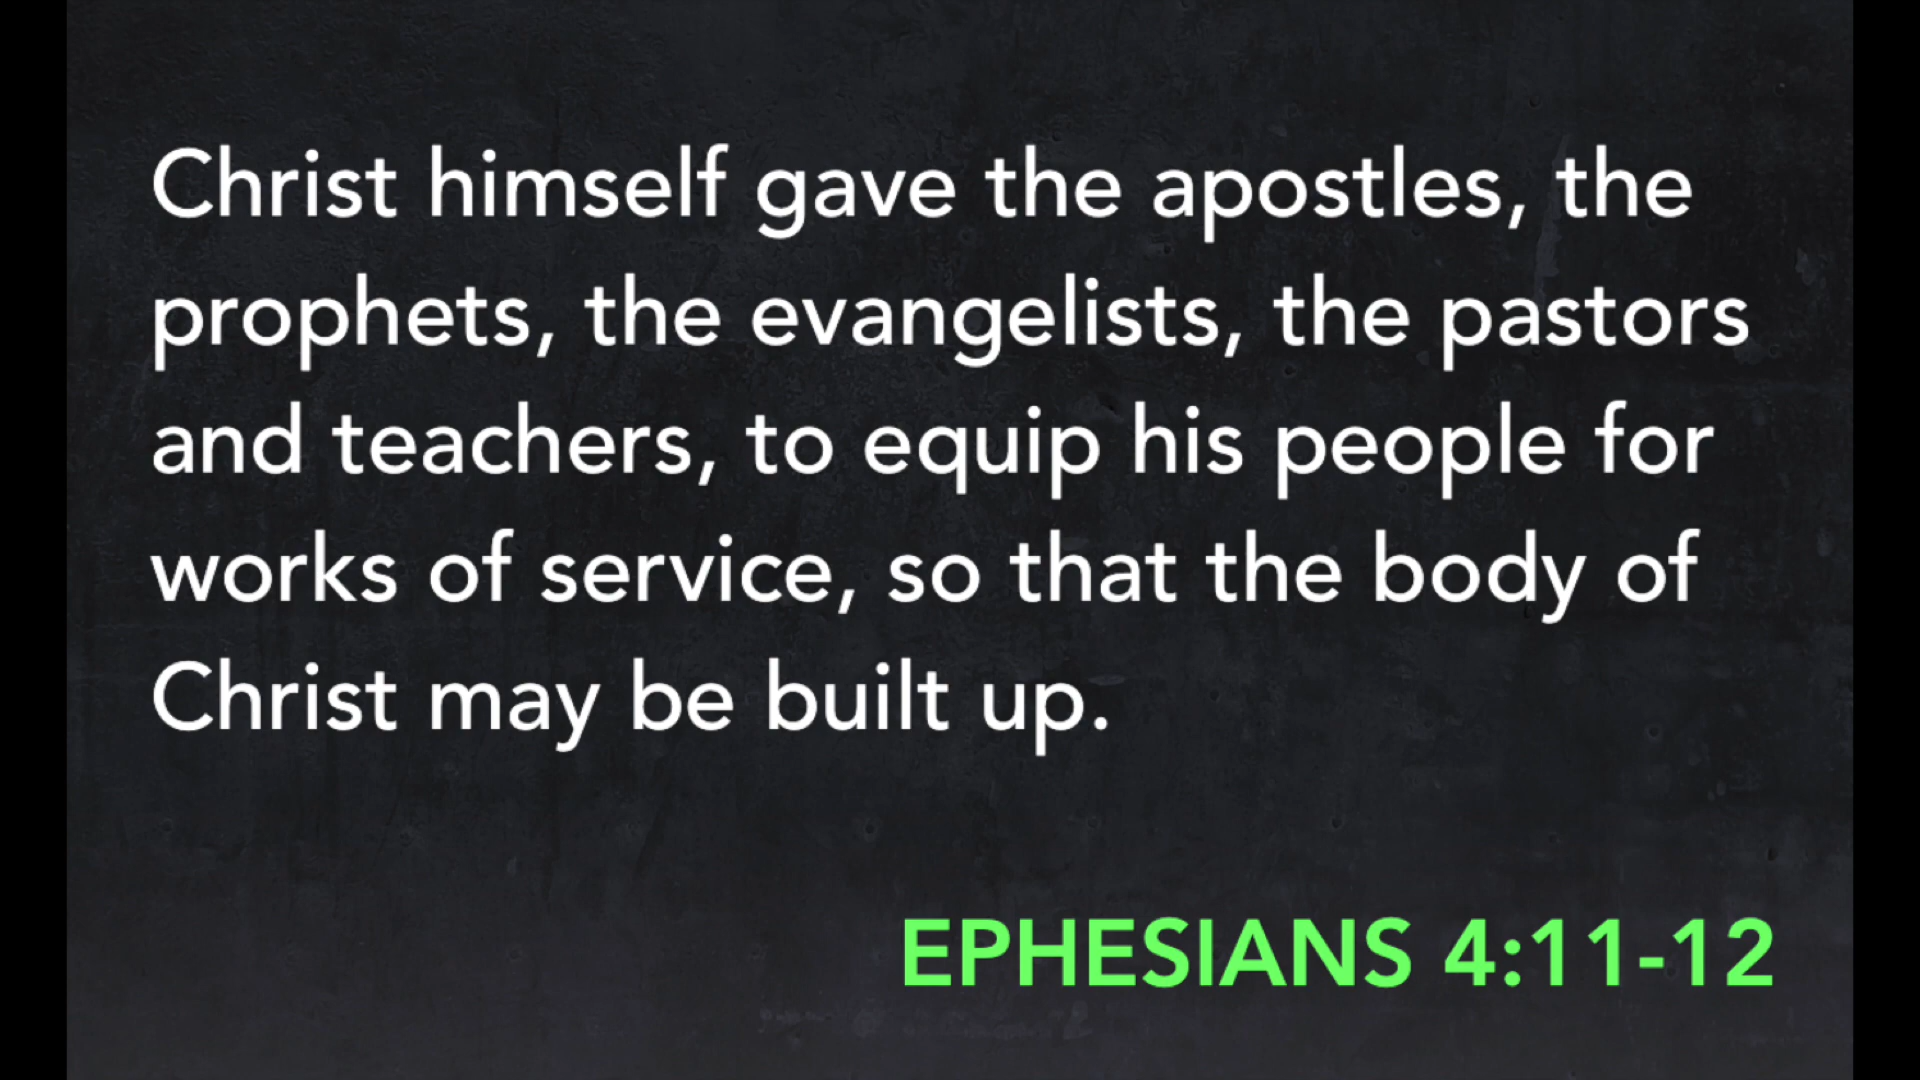 Christ himself gave the apostles, the
prophets, the evangelists, the pastors
and teachers, to equip his people for
works of service, so that the body of
Christ may be built up.
EPHESIANS 4:11-12